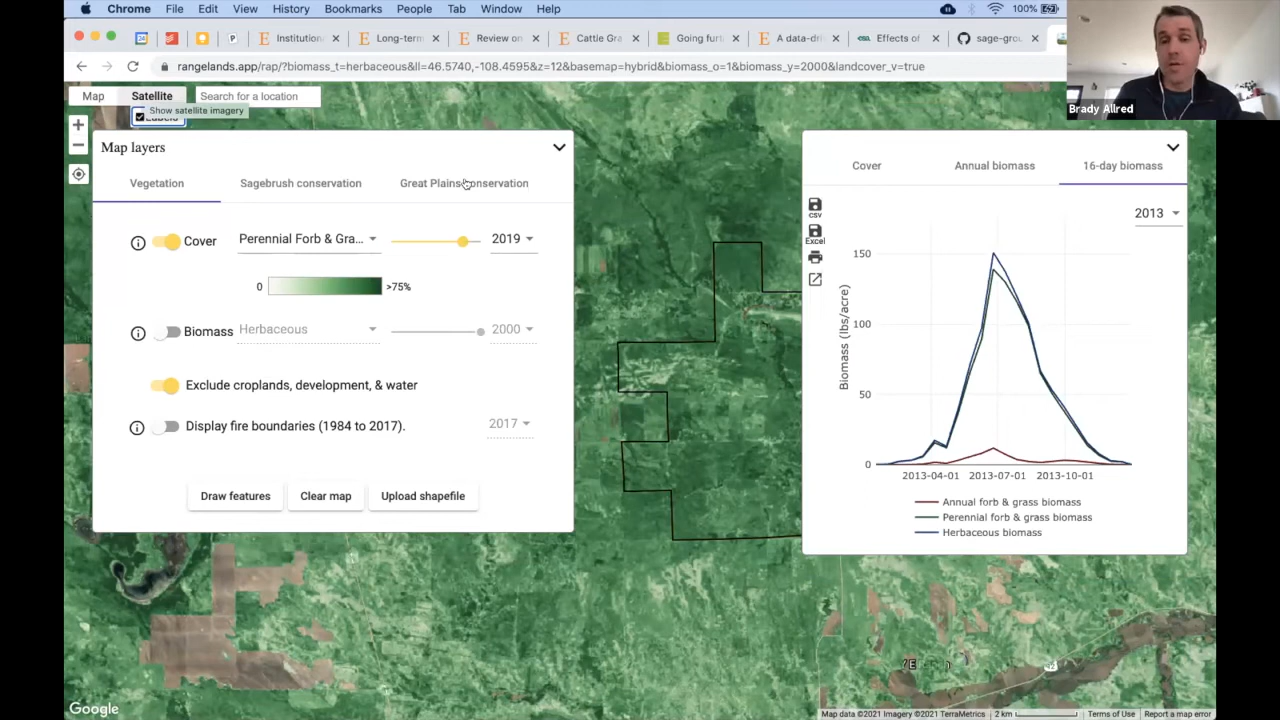 Chrome File Edit View History Bookmarks People Tab Window Help 100%
Institution Long-term Review on Cattle Gra Going furt A data-dri Effects of sage-grou
rangelands.app/rap/?biomass_t=herbaceous&ll=46.5740,-108.4595&z=12&basemap=hybrid&biomass_o=1&biomass_y=2000&landcover_v=true
Brady Allred
Map Satellite Search for a location
Show satellite imagery
Map layers
Vegetation Sagebrush conservation Great Plains conservation
Cover Perennial Forb & Gra... 2019
0 >75%
Biomass Herbaceous 2000
Exclude croplands, development, & water
Display fire boundaries (1984 to 2017). 2017
Draw features Clear map Upload shapefile
Cover Annual biomass 16-day biomass
csv
Excel
2013
Biomass (lbs/acre)
150
100
50
0
2013-04-01 2013-07-01 2013-10-01
Annual forb & grass biomass
Perennial forb & grass biomass
Herbaceous biomass
Google
Map data ©2021 Imagery ©2021 TerraMetrics 2 km Terms of Use Report a map error